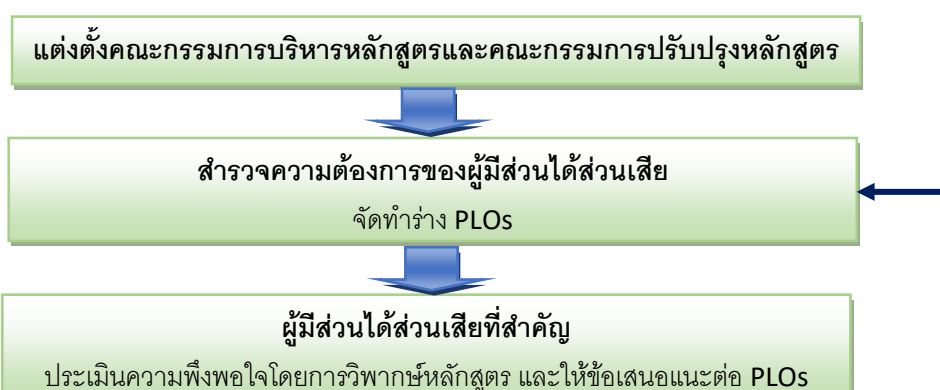 แต่งตั้งคณะกรรมการบริหารหลักสูตรและคณะกรรมการปรับปรุงหลักสูตร
สำรวจความต้องการของผู้มีส่วนได้ส่วนเสีย
จัดทำร่าง PLOs
ผู้มีส่วนได้ส่วนเสียที่สำคัญ
ประเมินความพึงพอใจโดยการวิพากษ์หลักสูตร และให้ข้อเสนอแนะต่อ PLOs